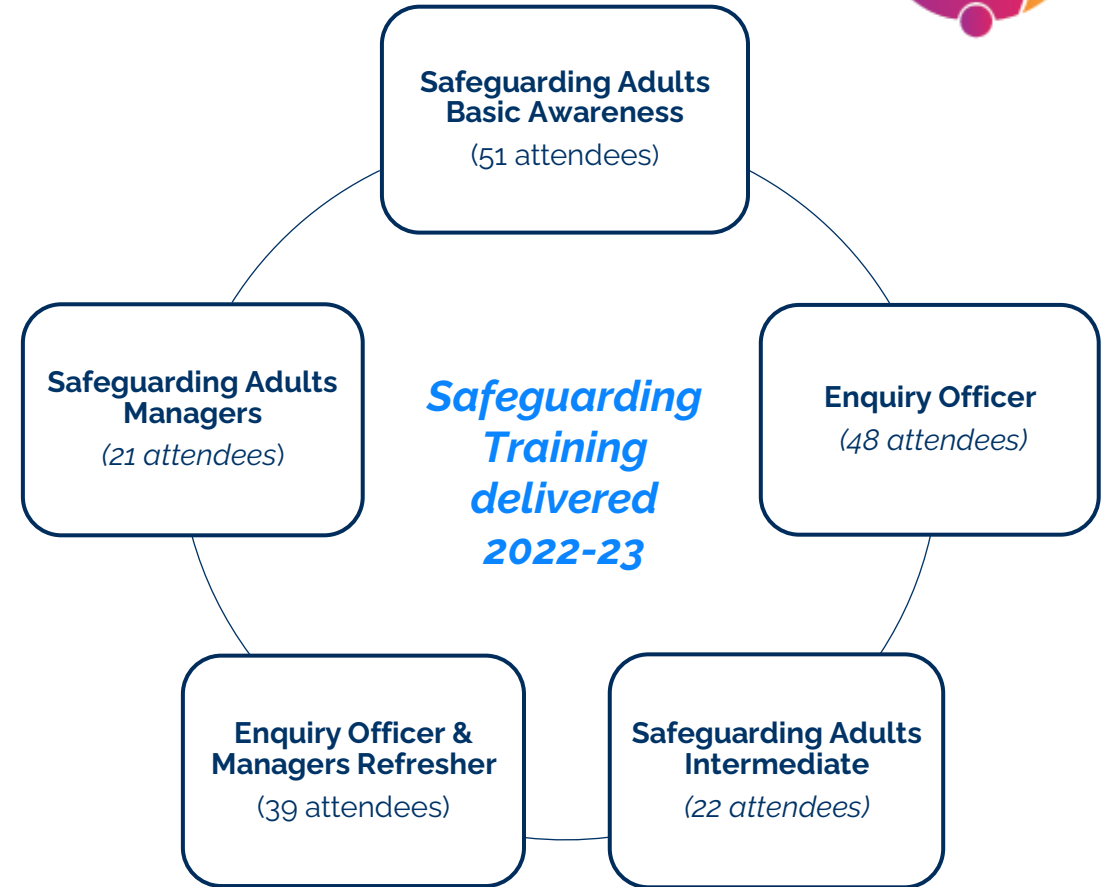 Safeguarding Adults
Basic Awareness
(51 attendees)
Safeguarding Adults
Managers
(21 attendees)
Safeguarding
Training
delivered
2022-23
Enquiry Officer
(48 attendees)
Enquiry Officer &
Managers Refresher
(39 attendees)
Safeguarding Adults
Intermediate
(22 attendees)